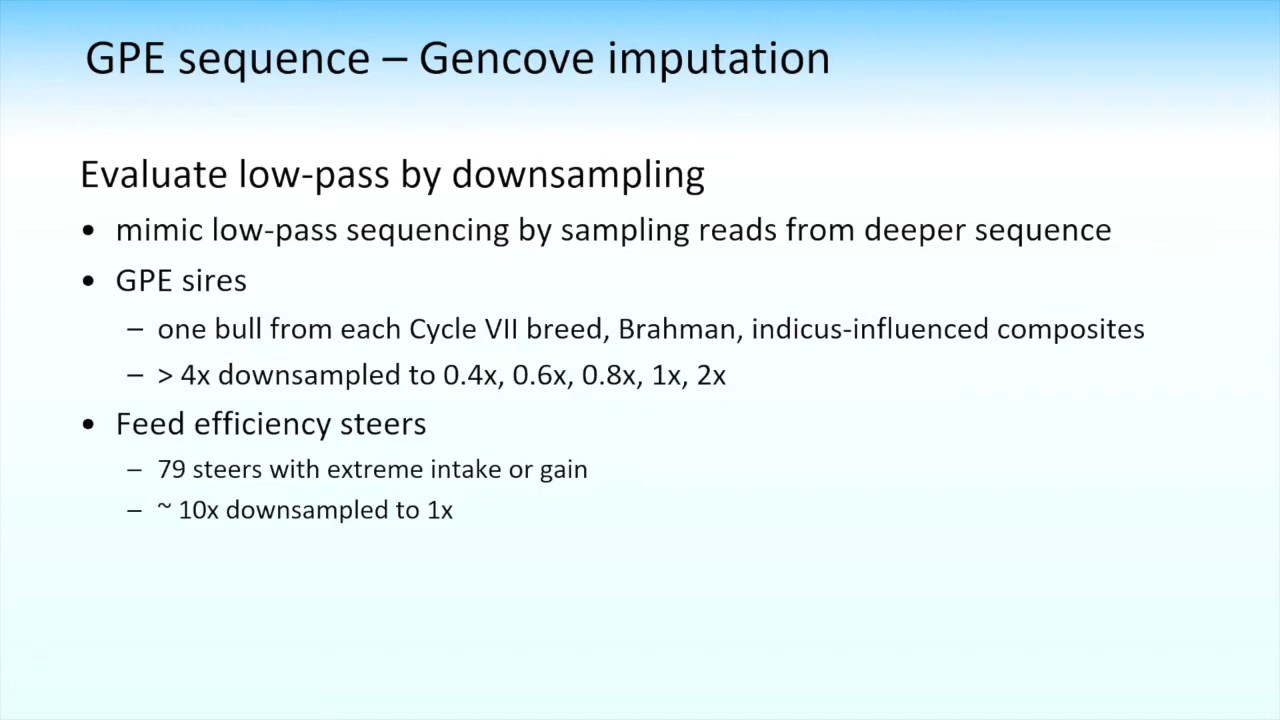 GPE sequence – Gencove imputation
Evaluate low-pass by downsampling
• mimic low-pass sequencing by sampling reads from deeper sequence
• GPE sires
– one bull from each Cycle VII breed, Brahman, indicus-influenced composites
– > 4x downsampled to 0.4x, 0.6x, 0.8x, 1x, 2x
• Feed efficiency steers
– 79 steers with extreme intake or gain
– ~ 10x downsampled to 1x